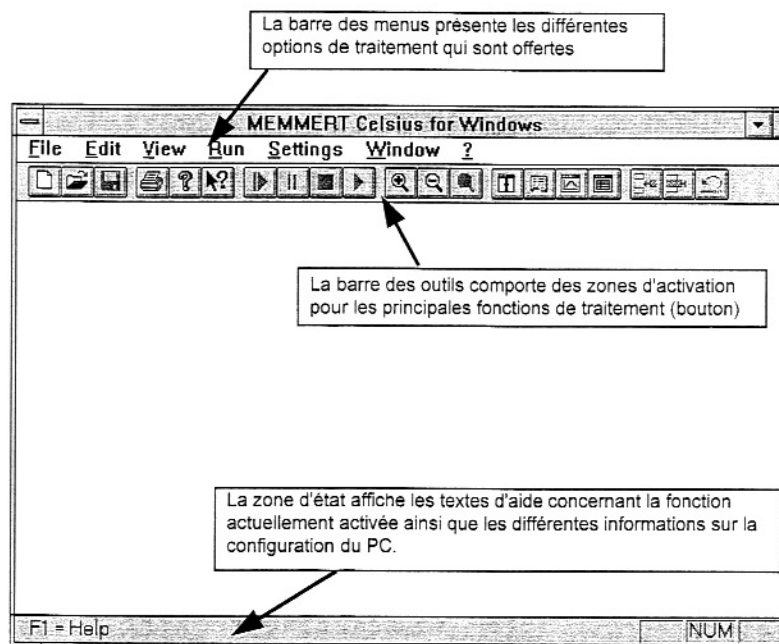 La barre des menus présente les différentes
options de traitement qui sont offertes
MEMMERT Celsius for Windows
File Edit View Run Settings Window ?
La barre des outils comporte des zones d'activation
pour les principales fonctions de traitement (bouton)
La zone d'état affiche les textes d'aide concernant la fonction
actuellement activée ainsi que les différentes informations sur la
configuration du PC.
F1 = Help NUM